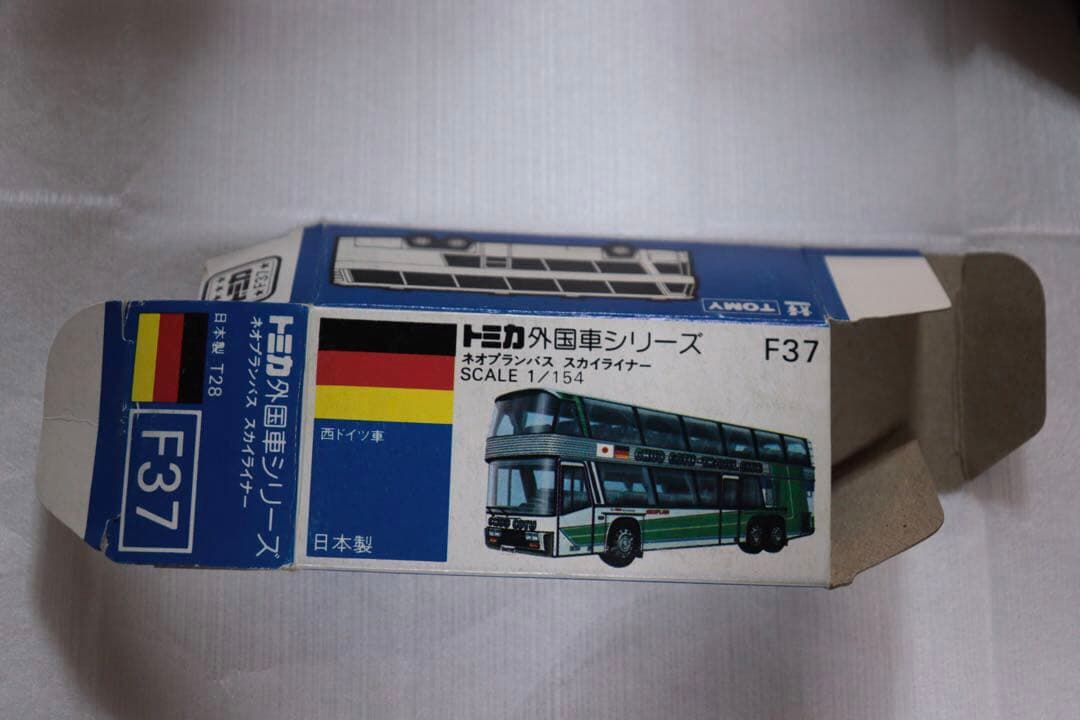 TOMY
トミカ外国車シリーズ
F37
ネオプランバス スカイライナー
SCALE 1/154
西ドイツ車
日本製
NEOPLAN
トミカ外国車シリーズ
ネオプランバス スカイライナー
日本製 T28
F37